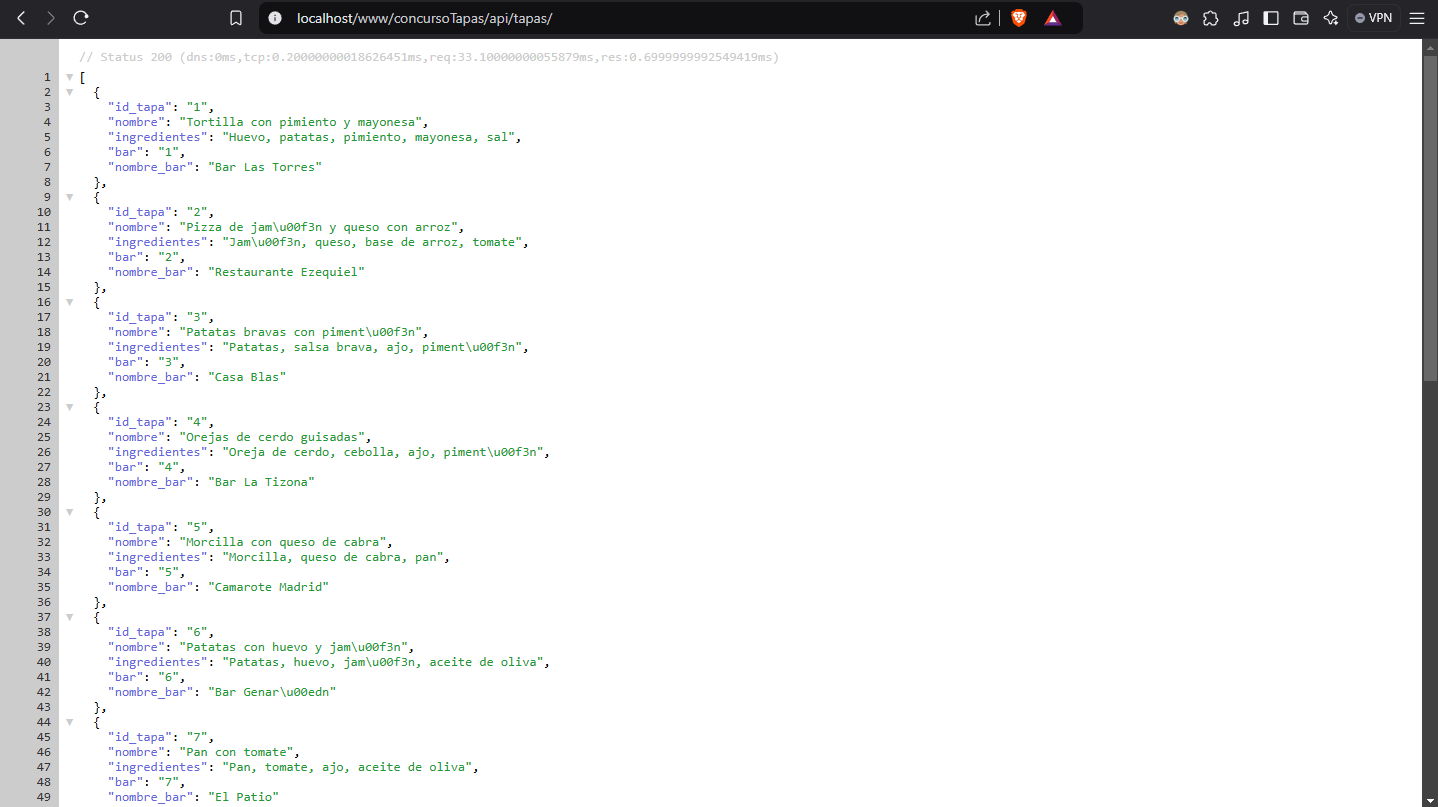 localhost/www/concursoTapas/api/tapas/
VPN
// Status 200 (dns:0ms,tcp:0.20000000018626451ms,req:33.10000000055879ms,res:0.6999999992549419ms)
1 [
2 {
3 "id_tapa": "1",
4 "nombre": "Tortilla con pimiento y mayonesa",
5 "ingredientes": "Huevo, patatas, pimiento, mayonesa, sal",
6 "bar": "1",
7 "nombre_bar": "Bar Las Torres"
8 },
9 {
10 "id_tapa": "2",
11 "nombre": "Pizza de jam\u00f3n y queso con arroz",
12 "ingredientes": "Jam\u00f3n, queso, base de arroz, tomate",
13 "bar": "2",
14 "nombre_bar": "Restaurante Ezequiel"
15 },
16 {
17 "id_tapa": "3",
18 "nombre": "Patatas bravas con piment\u00f3n",
19 "ingredientes": "Patatas, salsa brava, ajo, piment\u00f3n",
20 "bar": "3",
21 "nombre_bar": "Casa Blas"
22 },
23 {
24 "id_tapa": "4",
25 "nombre": "Orejas de cerdo guisadas",
26 "ingredientes": "Oreja de cerdo, cebolla, ajo, piment\u00f3n",
27 "bar": "4",
28 "nombre_bar": "Bar La Tizona"
29 },
30 {
31 "id_tapa": "5",
32 "nombre": "Morcilla con queso de cabra",
33 "ingredientes": "Morcilla, queso de cabra, pan",
34 "bar": "5",
35 "nombre_bar": "Camarote Madrid"
36 },
37 {
38 "id_tapa": "6",
39 "nombre": "Patatas con huevo y jam\u00f3n",
40 "ingredientes": "Patatas, huevo, jam\u00f3n, aceite de oliva",
41 "bar": "6",
42 "nombre_bar": "Bar Genar\u00edn"
43 },
44 {
45 "id_tapa": "7",
46 "nombre": "Pan con tomate",
47 "ingredientes": "Pan, tomate, ajo, aceite de oliva",
48 "bar": "7",
49 "nombre_bar": "El Patio"